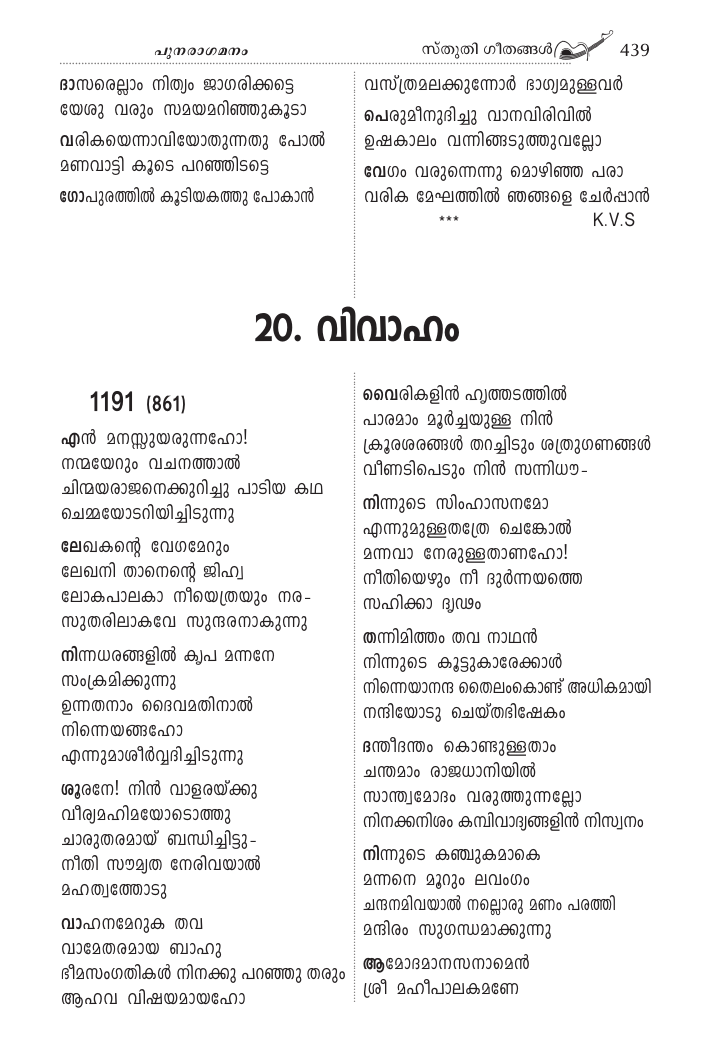 പുനരാഗമനം
സ്തുതി ഗീതങ്ങൾ 439
ദാസരെല്ലാം നിത്യം ജാഗരിക്കട്ടെ
യേശു വരും സമയമറിഞ്ഞുകൂടാ
വരികയെന്നാവിയോതുന്നതു പോൽ
മണവാട്ടി കൂടെ പറഞ്ഞിടട്ടെ
ഗോപുരത്തിൽ കൂടിയകത്തു പോകാൻ
വസ്ത്രമലക്കുന്നോർ ഭാഗ്യമുള്ളവർ
പെരുമീനുദിച്ചു വാനവിരിവിൽ
ഉഷകാലം വന്നിങ്ങടുത്തുവല്ലോ
വേഗം വരുന്നെന്നു മൊഴിഞ്ഞ പരാ
വരിക മേഘത്തിൽ ഞങ്ങളെ ചേർപ്പാൻ
*** K.V.S
20. വിവാഹം
1191 (861)
എൻ മനസ്സുയരുന്നഹോ!
നന്മയേറും വചനത്താൽ
ചിന്മയരാജനെക്കുറിച്ചു പാടിയ കഥ
ചെമ്മയോടറിയിച്ചിടുന്നു
ലേഖകന്റെ വേഗമേറും
ലേഖനി താനെന്റെ ജിഹ്വ
ലോകപാലകാ നീയെത്രയും നര-
സുതരിലാകവേ സുന്ദരനാകുന്നു
നിന്നധരങ്ങളിൽ കൃപ മന്നനേ
സംക്രമിക്കുന്നു
ഉന്നതനാം ദൈവമതിനാൽ
നിന്നെയങ്ങഹോ
എന്നുമാശീർവ്വദിച്ചിടുന്നു
ശൂരനേ! നിൻ വാളരയ്ക്കു
വീര്യമഹിമയോടൊത്തു
ചാരുതരമായ് ബന്ധിച്ചിട്ടു-
നീതി സൗമ്യത നേരിവയാൽ
മഹത്വത്തോടു
വാഹനമേറുക തവ
വാമേതരമായ ബാഹു
ഭീമസംഗതികൾ നിനക്കു പറഞ്ഞു തരും
ആഹവ വിഷയമായഹോ
വൈരികളിൻ ഹൃത്തടത്തിൽ
പാരമാം മൂർച്ചയുള്ള നിൻ
ക്രൂരശരങ്ങൾ തറച്ചിടും ശത്രുഗണങ്ങൾ
വീണടിപെടും നിൻ സന്നിധൗ-
നിന്നുടെ സിംഹാസനമോ
എന്നുമുള്ളതത്രേ ചെങ്കോൽ
മന്നവാ നേരുള്ളതാണഹോ!
നീതിയെഴും നീ ദുർന്നയത്തെ
സഹിക്കാ ദൃഢം
തന്നിമിത്തം തവ നാഥൻ
നിന്നുടെ കൂട്ടുകാരേക്കാൾ
നിന്നെയാനന്ദ തൈലംകൊണ്ട് അധികമായി
നന്ദിയോടു ചെയ്തഭിഷേകം
ദന്തീദന്തം കൊണ്ടുള്ളതാം
ചന്തമാം രാജധാനിയിൽ
സാന്ത്വമോദം വരുത്തുന്നല്ലോ
നിനക്കനിശം കമ്പിവാദ്യങ്ങളിൻ നിസ്വനം
നിന്നുടെ കഞ്ചുകമാകെ
മന്നനെ മൂറും ലവംഗം
ചന്ദനമിവയാൽ നല്ലൊരു മണം പരത്തി
മന്ദിരം സുഗന്ധമാക്കുന്നു
ആമോദമാനസനാമെൻ
ശ്രീ മഹീപാലകമണേ